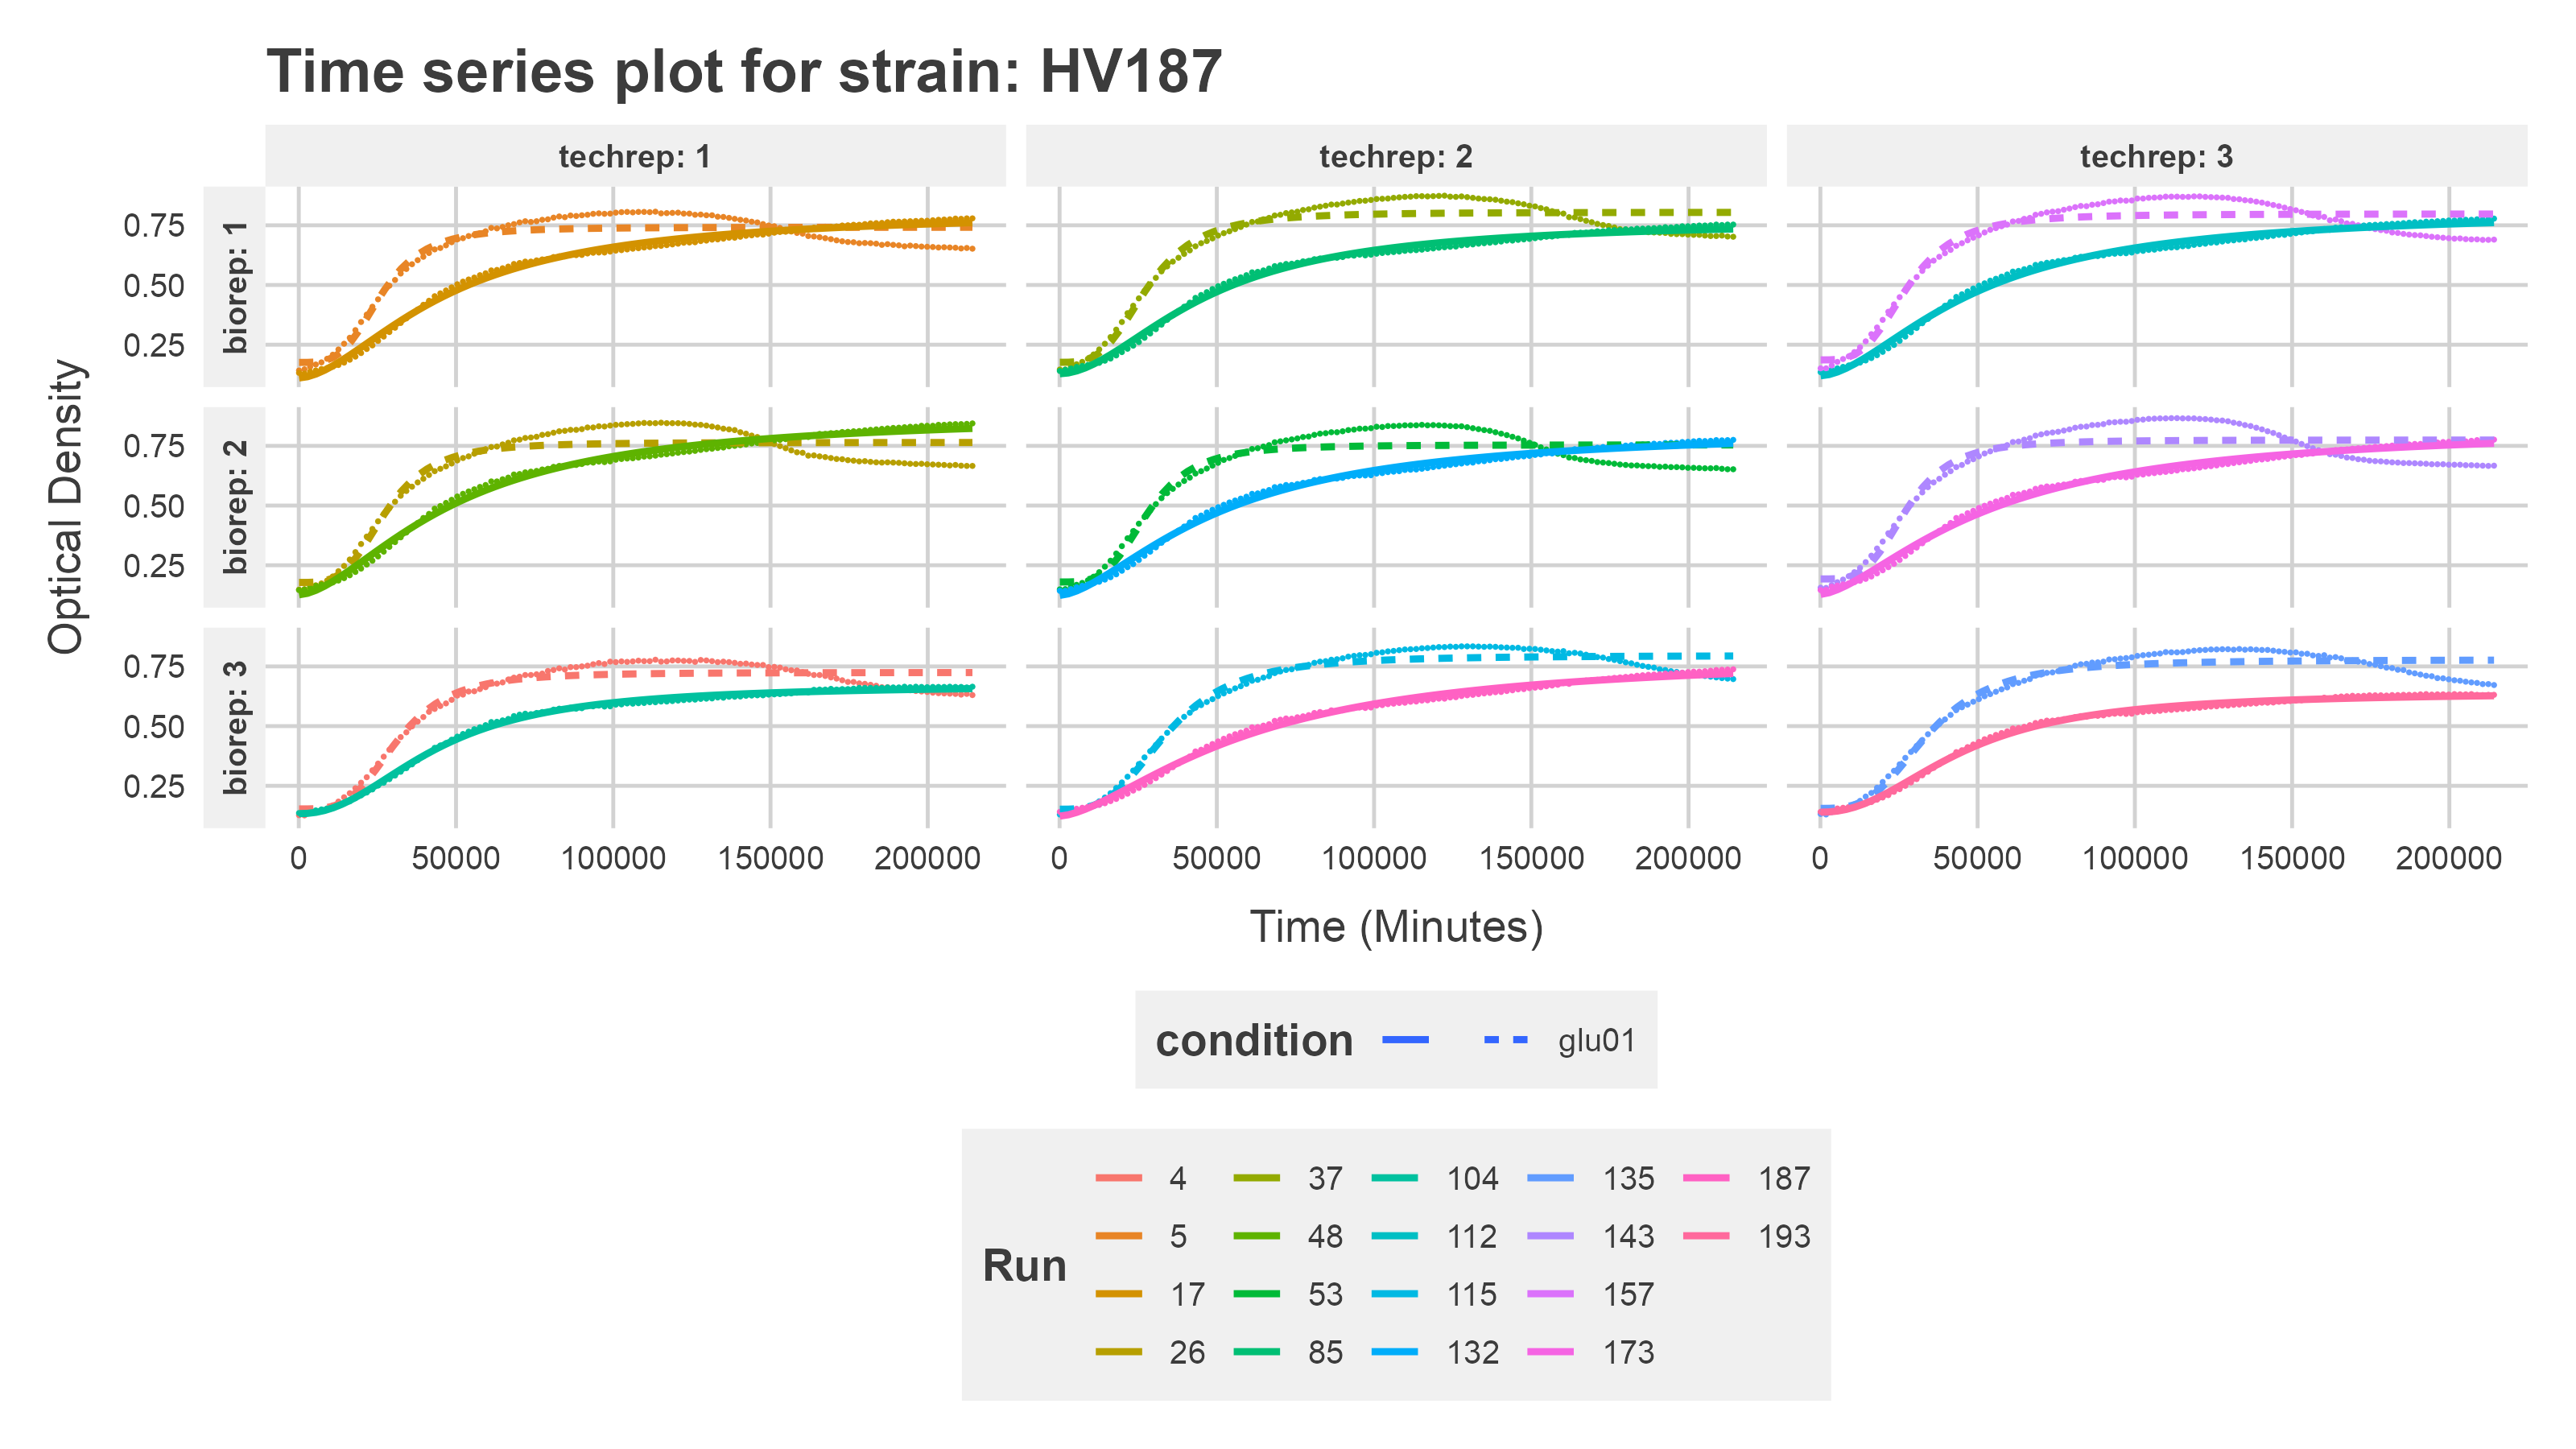 Time series plot for strain: HV187
techrep: 1
techrep: 2
techrep: 3
biorep: 1
0.75
0.50
0.25
biorep: 2
0.75
0.50
0.25
biorep: 3
0.75
0.50
0.25
Optical Density
0 50000 100000 150000 200000
0 50000 100000 150000 200000
0 50000 100000 150000 200000
Time (Minutes)
condition glu01
Run
4 37 104 135 187
5 48 112 143 193
17 53 115 157
26 85 132 173